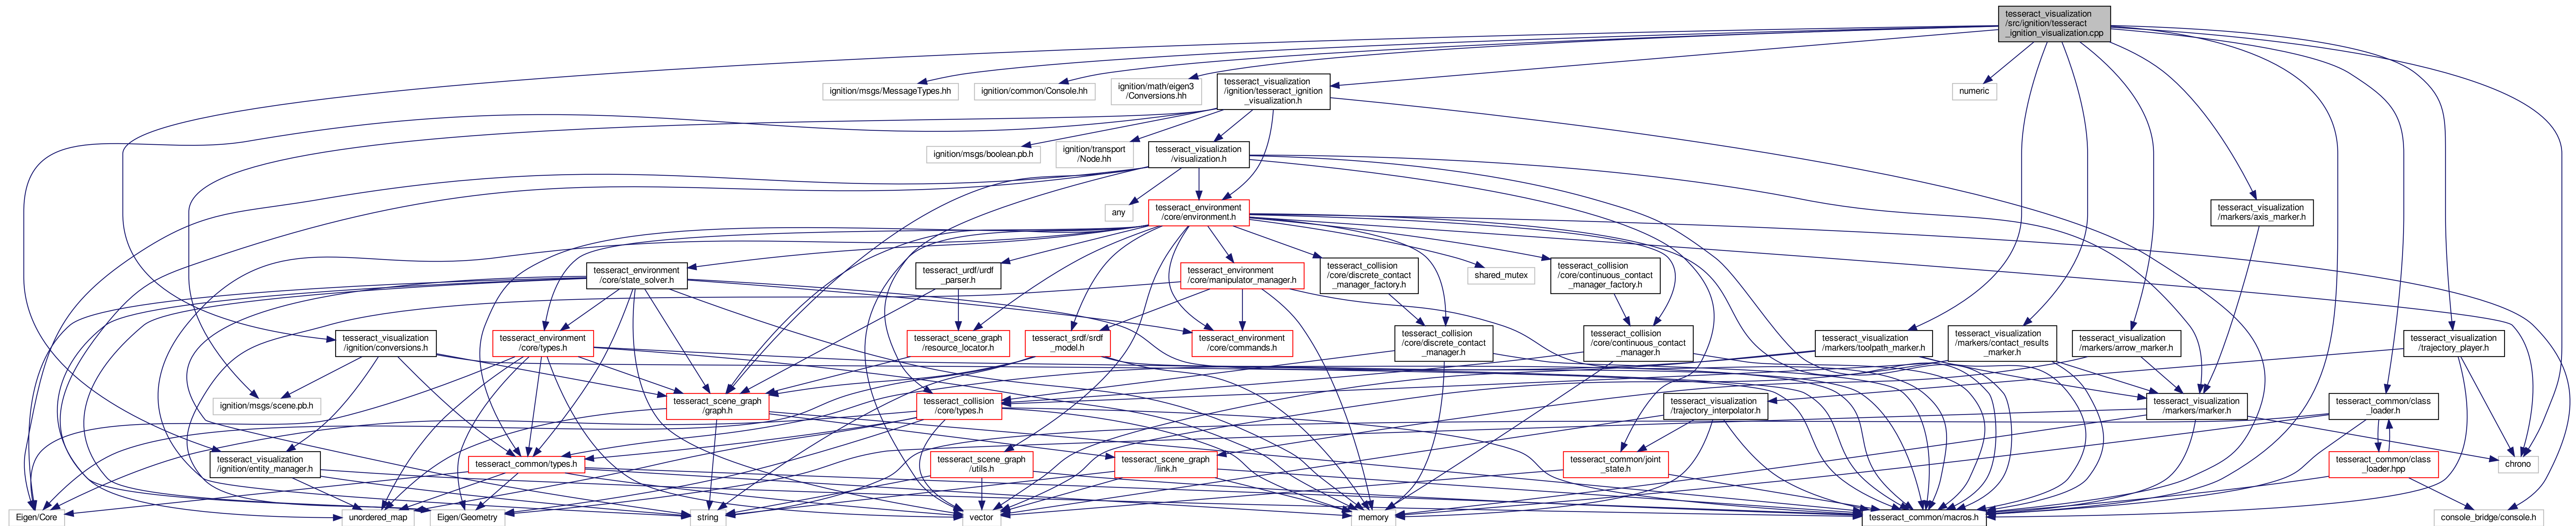 tesseract_visualization
/src/ignition/tesseract
_ignition_visualization.cpp
ignition/msgs/MessageTypes.hh
ignition/common/Console.hh
ignition/math/eigen3
/Conversions.hh
tesseract_visualization
/ignition/tesseract_ignition
_visualization.h
numeric
ignition/msgs/boolean.pb.h
ignition/transport
/Node.hh
tesseract_visualization
/visualization.h
any
tesseract_environment
/core/environment.h
tesseract_visualization
/markers/axis_marker.h
tesseract_environment
/core/state_solver.h
tesseract_urdf/urdf
_parser.h
tesseract_environment
/core/manipulator_manager.h
tesseract_collision
/core/discrete_contact
_manager_factory.h
shared_mutex
tesseract_collision
/core/continuous_contact
_manager_factory.h
tesseract_visualization
/ignition/conversions.h
tesseract_environment
/core/types.h
tesseract_scene_graph
/resource_locator.h
tesseract_srdf/srdf
_model.h
tesseract_environment
/core/commands.h
tesseract_collision
/core/discrete_contact
_manager.h
tesseract_collision
/core/continuous_contact
_manager.h
tesseract_visualization
/markers/toolpath_marker.h
tesseract_visualization
/markers/contact_results
_marker.h
tesseract_visualization
/markers/arrow_marker.h
tesseract_visualization
/trajectory_player.h
ignition/msgs/scene.pb.h
tesseract_scene_graph
/graph.h
tesseract_collision
/core/types.h
tesseract_visualization
/trajectory_interpolator.h
tesseract_visualization
/markers/marker.h
tesseract_common/class
_loader.h
tesseract_visualization
/ignition/entity_manager.h
tesseract_common/types.h
tesseract_scene_graph
/utils.h
tesseract_scene_graph
/link.h
tesseract_common/joint
_state.h
tesseract_common/class
_loader.hpp
chrono
Eigen/Core
unordered_map
Eigen/Geometry
string
vector
memory
tesseract_common/macros.h
console_bridge/console.h